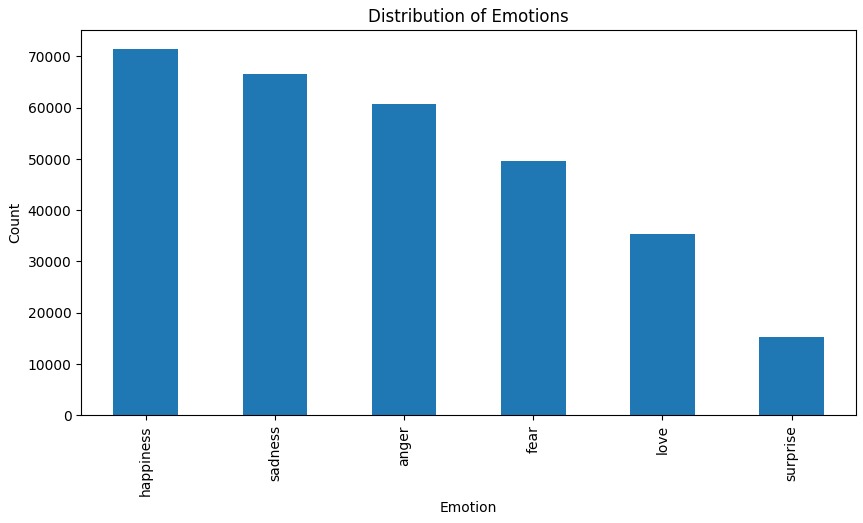 Distribution of Emotions
70000
60000
50000
40000
30000
20000
10000
0
Count
happiness
sadness
anger
fear
love
surprise
Emotion